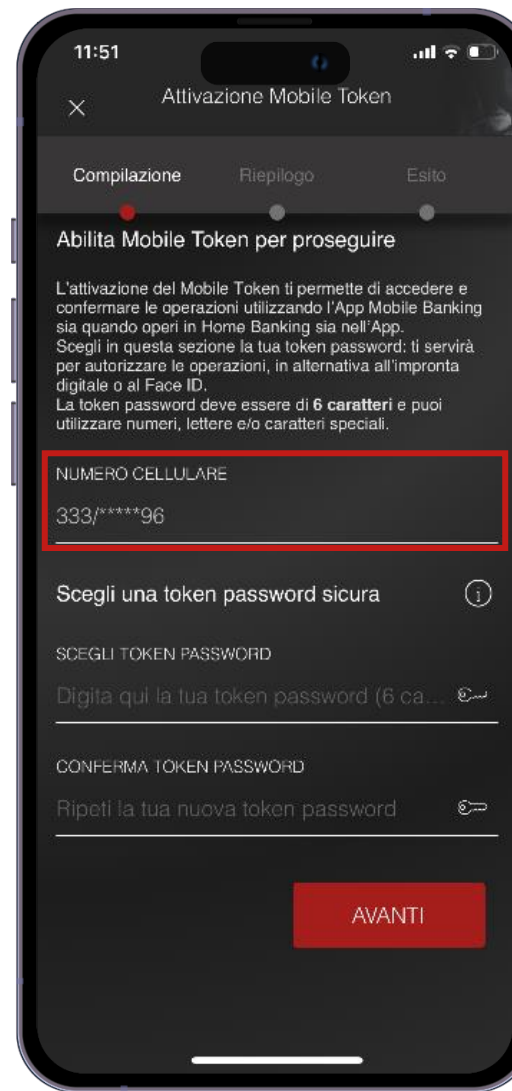 11:51
Attivazione Mobile Token
Compilazione Riepilogo Esito
Abilita Mobile Token per proseguire
L'attivazione del Mobile Token ti permette di accedere e
confermare le operazioni utilizzando l'App Mobile Banking
sia quando operi in Home Banking sia nell'App.
Scegli in questa sezione la tua token password: ti servirà
per autorizzare le operazioni, in alternativa all'impronta
digitale o al Face ID.
La token password deve essere di 6 caratteri e puoi
utilizzare numeri, lettere e/o caratteri speciali.
NUMERO CELLULARE
333/*****96
Scegli una token password sicura
SCEGLI TOKEN PASSWORD
Digita qui la tua token password (6 ca...
CONFERMA TOKEN PASSWORD
Ripeti la tua nuova token password
AVANTI